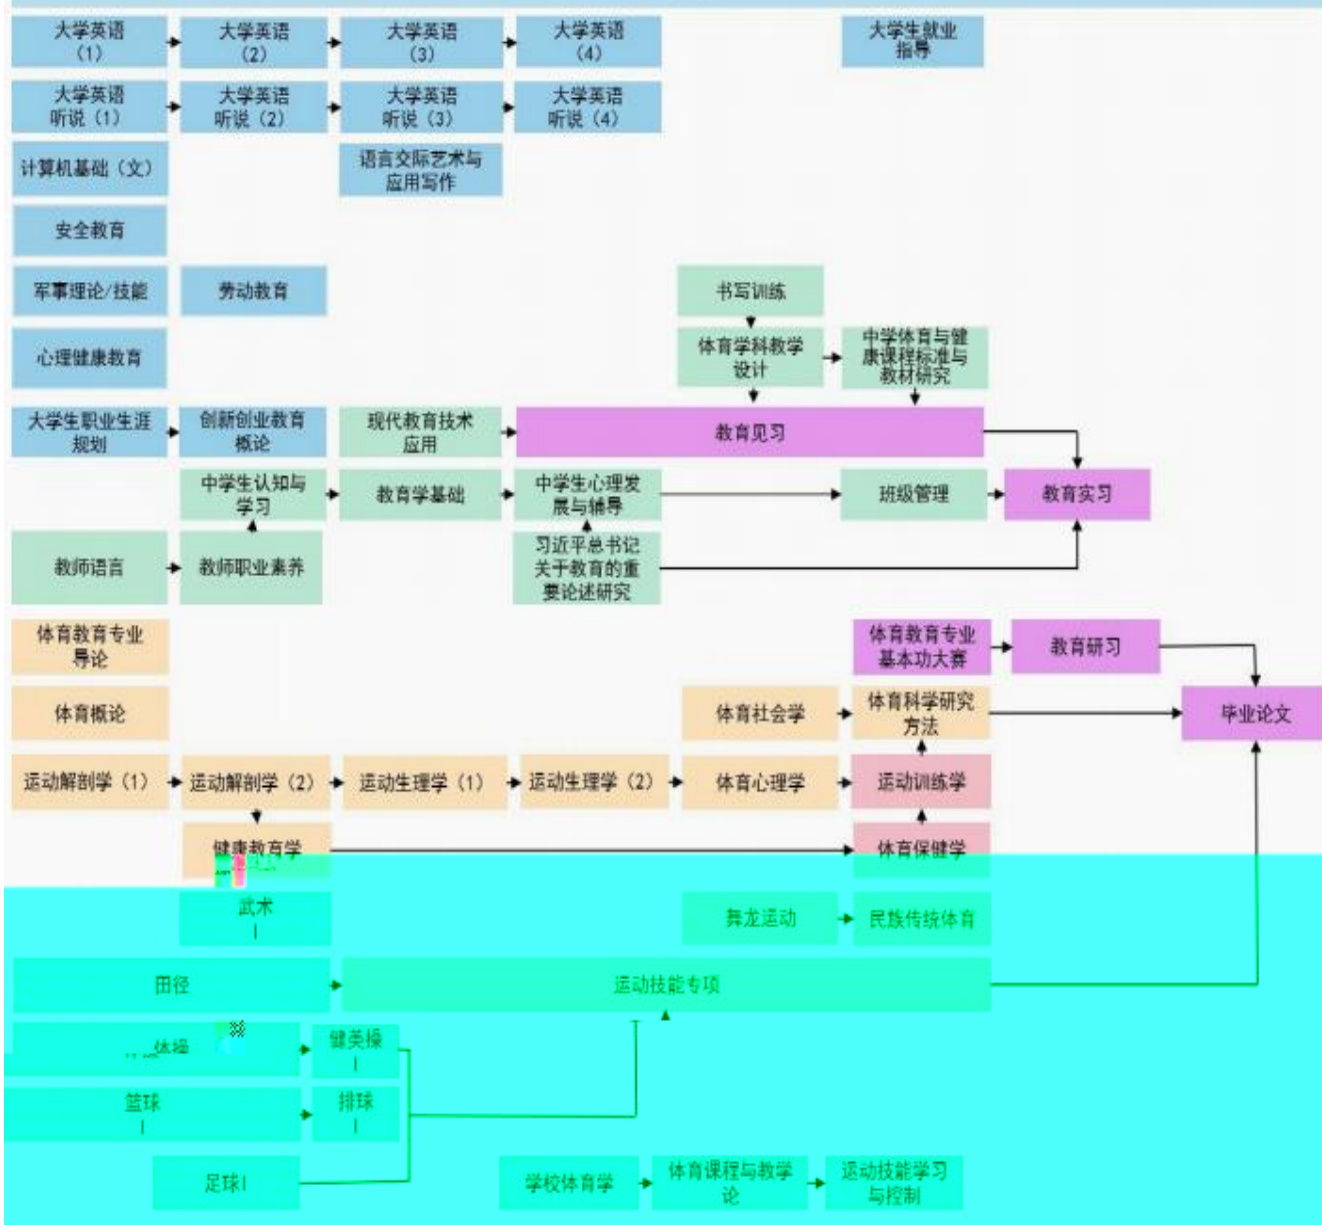 大学英语
（1）
大学英语
（2）
大学英语
（3）
大学英语
（4）
大学生就业
指导
大学英语
听说（1）
大学英语
听说（2）
大学英语
听说（3）
大学英语
听说（4）
计算机基础（文）
语言交际艺术与
应用写作
安全教育
军事理论/技能
劳动教育
书写训练
心理健康教育
体育学科教学
设计
中学体育与健
康课程标准与
教材研究
大学生职业生涯
规划
创新创业教育
概论
现代教育技术
应用
教育见习
中学生认知与
学习
教育学基础
中学生心理发
展与辅导
班级管理
教育实习
教师语言
教师职业素养
习近平总书记
关于教育的重
要论述研究
体育教育专业
导论
体育教育专业
基本功大赛
教育研习
体育概论
体育社会学
体育科学研究
方法
毕业论文
运动解剖学（1）
运动解剖学（2）
运动生理学（1）
运动生理学（2）
体育心理学
运动训练学
健康教育学
体育保健学
武术
I
舞龙运动
民族传统体育
田径
运动技能专项
体操
健美操
I
篮球
I
排球
I
足球I
学校体育学
体育课程与教学
论
运动技能学习
与控制